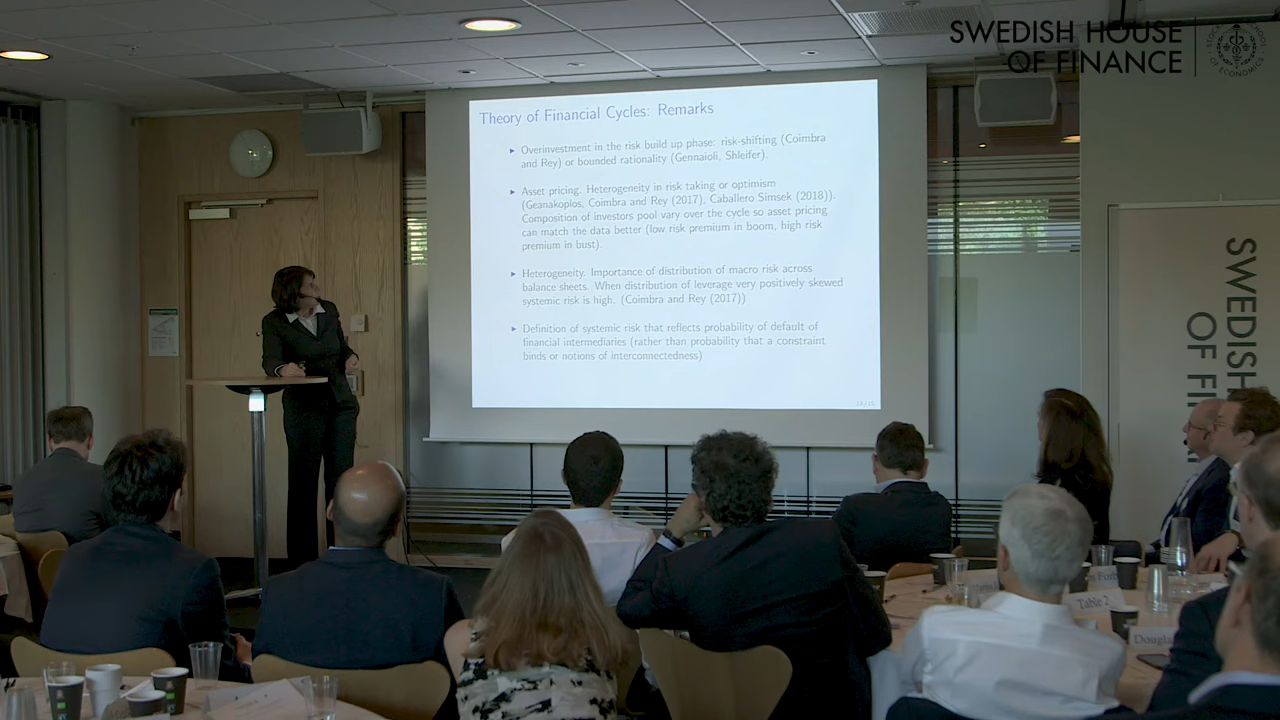 SWEDISH HOUSE
OF FINANCE
OF ECONOMICS
Theory of Financial Cycles: Remarks
Overinvestment in the risk build up phase: risk-shifting (Coimbra
and Rey) or bounded rationality (Gennaioli, Shleifer).
Asset pricing. Heterogeneity in risk taking or optimism
(Geanakoplos, Coimbra and Rey (2017), Caballero Simsek (2018)).
Composition of investors pool vary over the cycle so asset pricing
can match the data better (low risk premium in boom, high risk
premium in bust).
Heterogeneity. Importance of distribution of macro risk across
balance sheets. When distribution of leverage very positively skewed
systemic risk is high. (Coimbra and Rey (2017))
Definition of systemic risk that reflects probability of default of
financial intermediaries (rather than probability that a constraint
binds or notions of interconnectedness)
SWEDISH
OF FIN
Table 2
Douglas